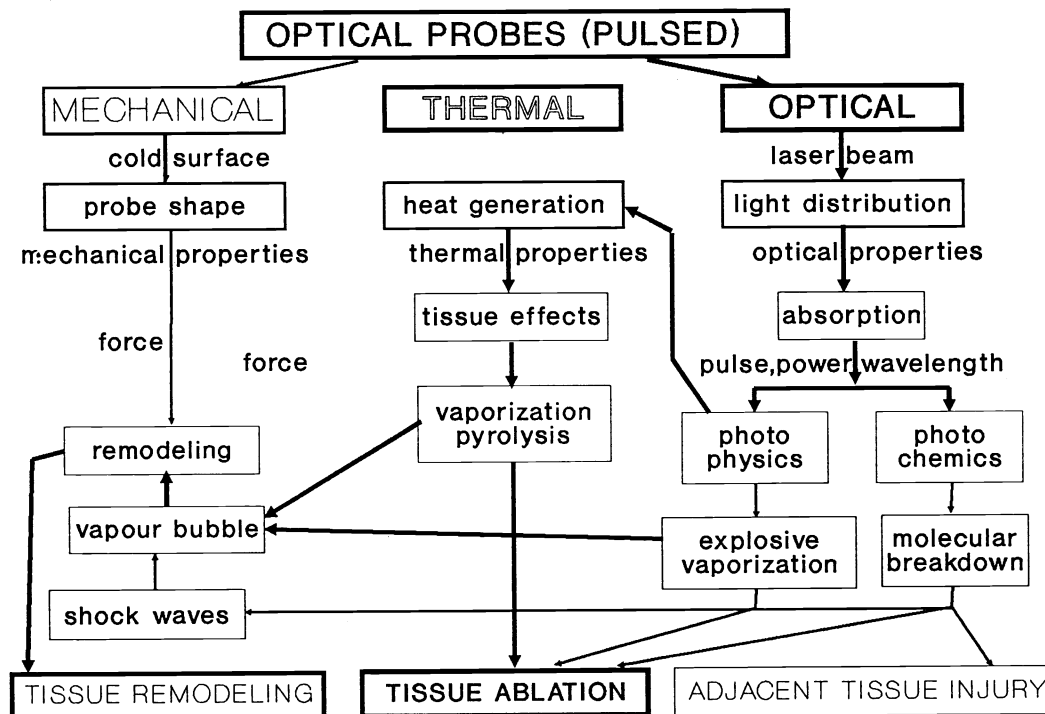 OPTICAL PROBES (PULSED)
MECHANICAL
THERMAL
OPTICAL
cold surface
laser beam
probe shape
heat generation
light distribution
mechanical properties
thermal properties
optical properties
tissue effects
absorption
force
force
pulse,power wavelength
vaporization
pyrolysis
remodeling
photo
physics
photo
chemics
vapour bubble
explosive
vaporization
molecular
breakdown
shock waves
TISSUE REMODELING
TISSUE ABLATION
ADJACENT TISSUE INJURY